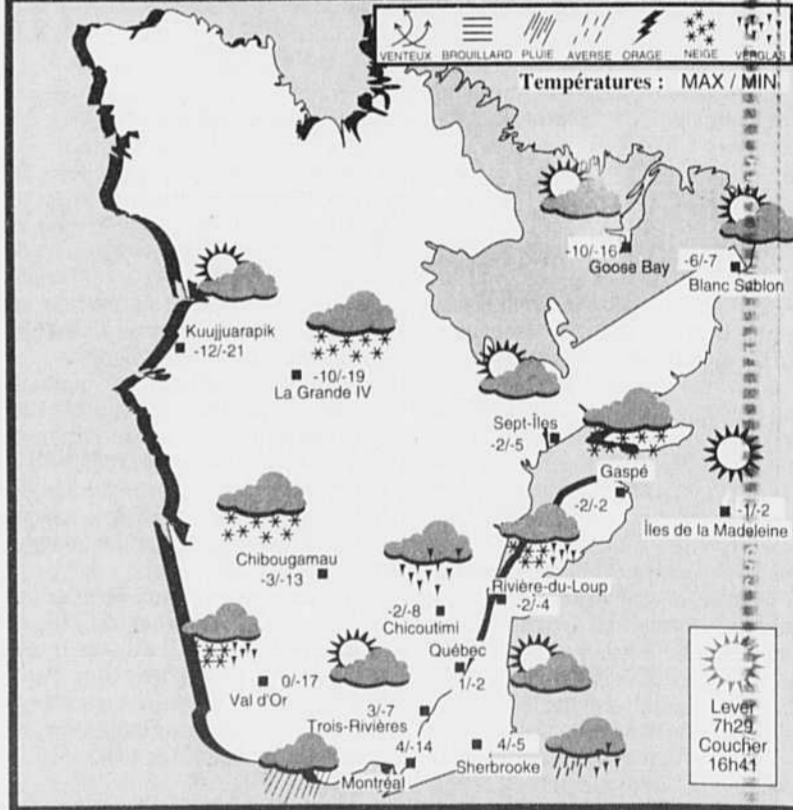 VENTEUX BROUILLARD PLUIE AVERSE ORAGE NEIGE VERGLAS
Températures : MAX / MIN
-10/-16
Goose Bay
-6/-7
Blanc Sablon
Kuujjuarapik
-12/-21
-10/-19
La Grande IV
Sept-Îles
-2/-5
Gaspé
-2/-2
-1/-2
Îles de la Madeleine
Chibougamau
-3/-13
-2/-8
Chicoutimi
Rivière-du-Loup
-2/-4
Québec
1/-2
0/-17
Val d'Or
3/-7
Trois-Rivières
4/-14
Montréal
4/-5
Sherbrooke
Lever
7h29
Coucher
16h41